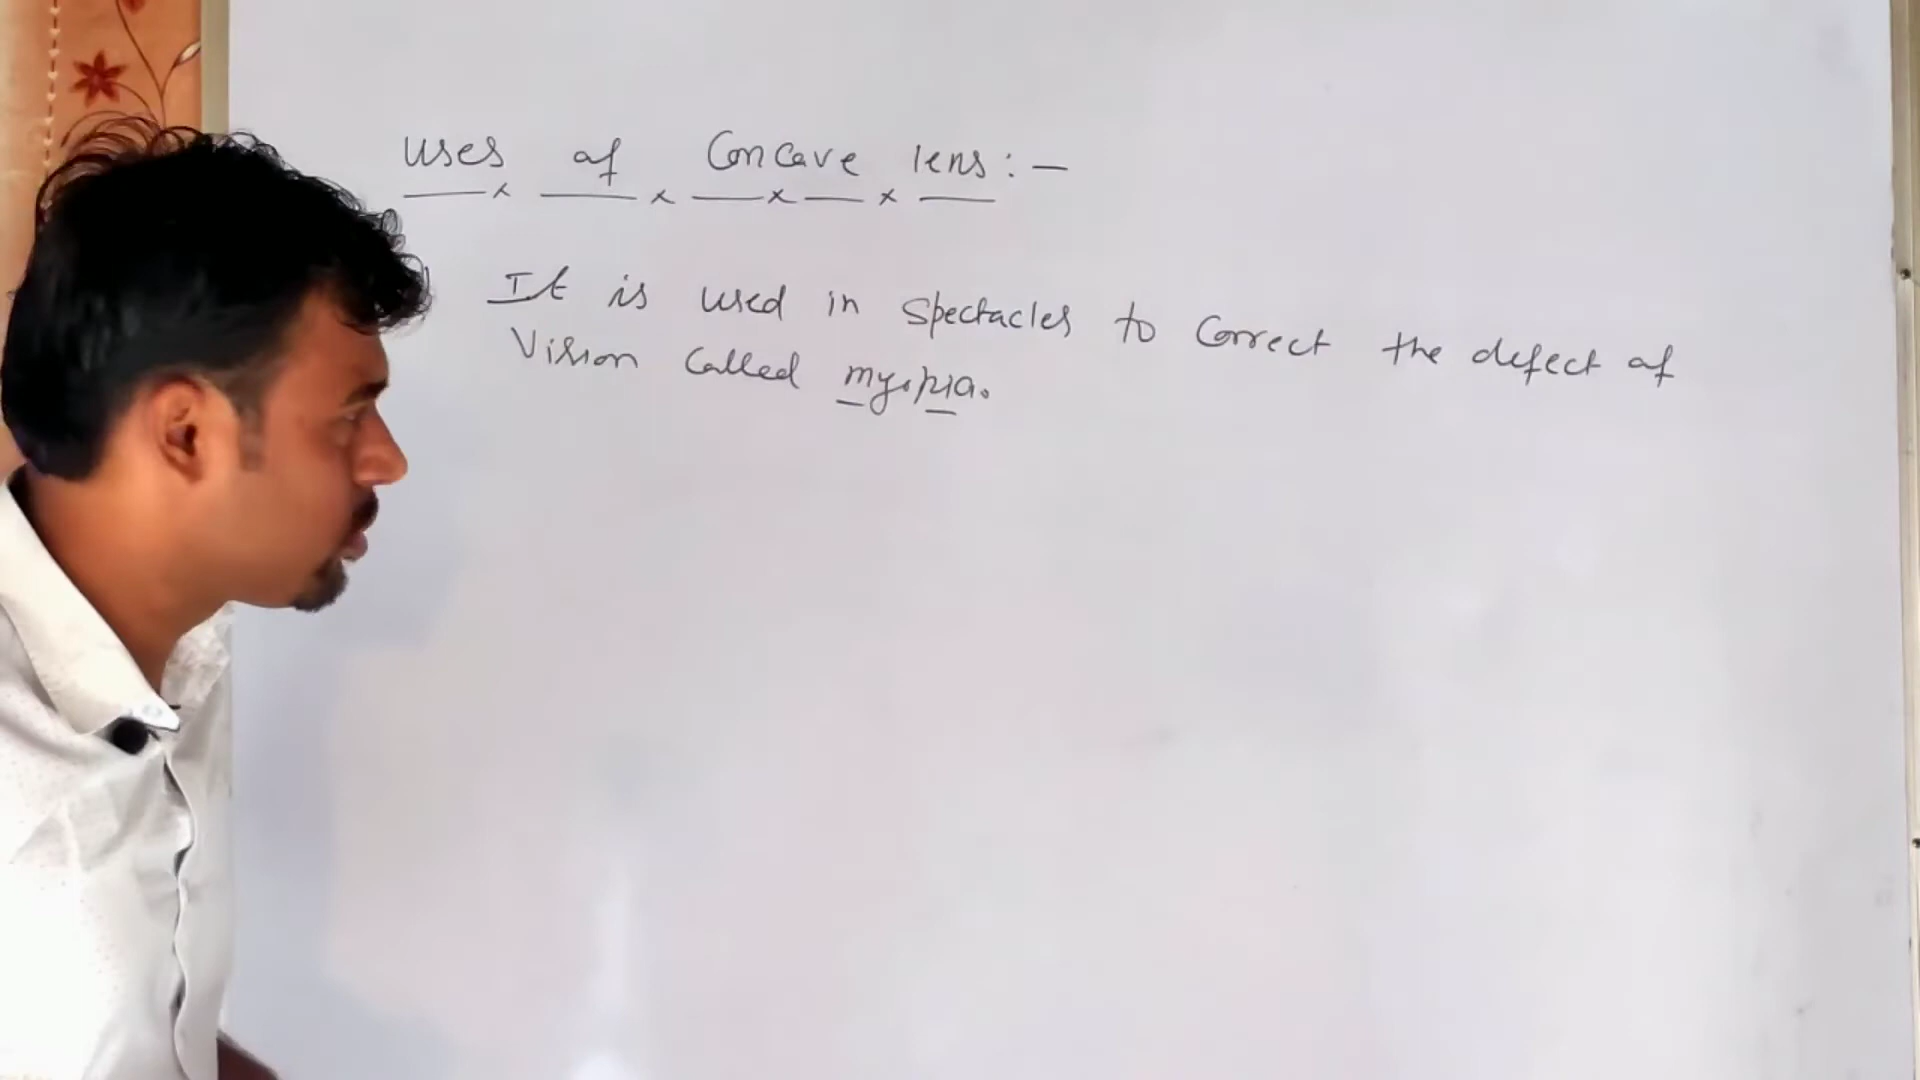 uses of Concave lens : -
It is used in spectacles to correct the defect of
Vision called myopia.